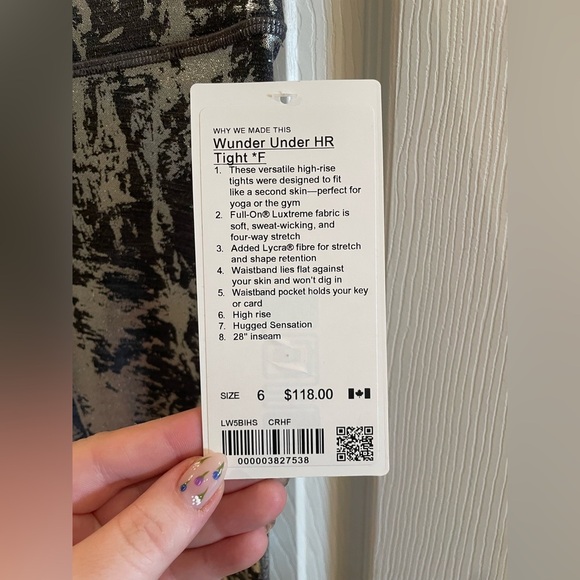 WHY WE MADE THIS
Wunder Under HR
Tight *F
1. These versatile high-rise
tights were designed to fit
like a second skin—perfect for
yoga or the gym
2. Full-On® Luxtreme fabric is
soft, sweat-wicking, and
four-way stretch
3. Added Lycra® fibre for stretch
and shape retention
4. Waistband lies flat against
your skin and won't dig in
5. Waistband pocket holds your key
or card
6. High rise
7. Hugged Sensation
8. 28" inseam
SIZE 6 $118.00
LW5BIHS CRHF
000003827538